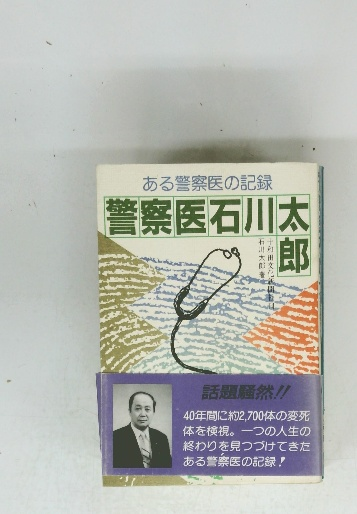 ある警察医の記録
警察医石川太郎
石川太郎 著
話題騒然!!
40年間に約2,700体の変死
体を検視。一つの人生の
終わりを見つづけてきた
ある警察医の記録!